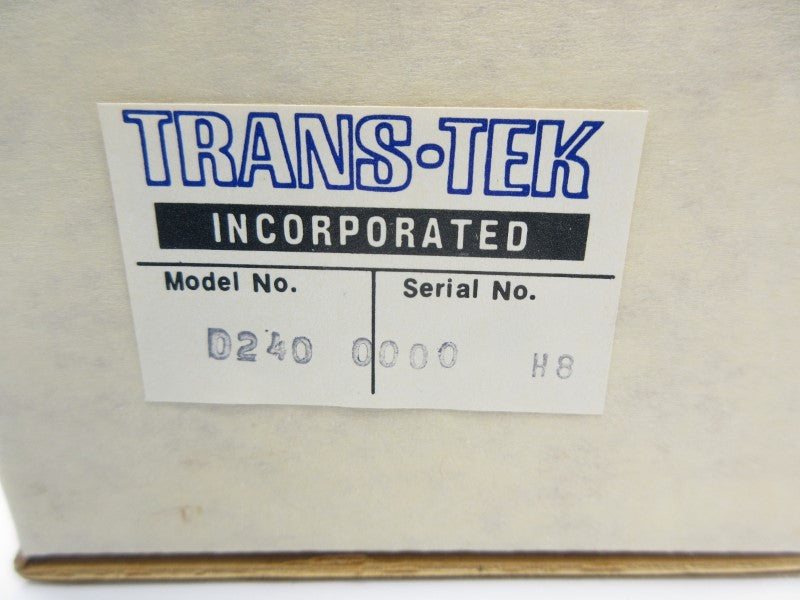 TRANS•TEK
INCORPORATED
Model No. Serial No.
D240 0000 H8